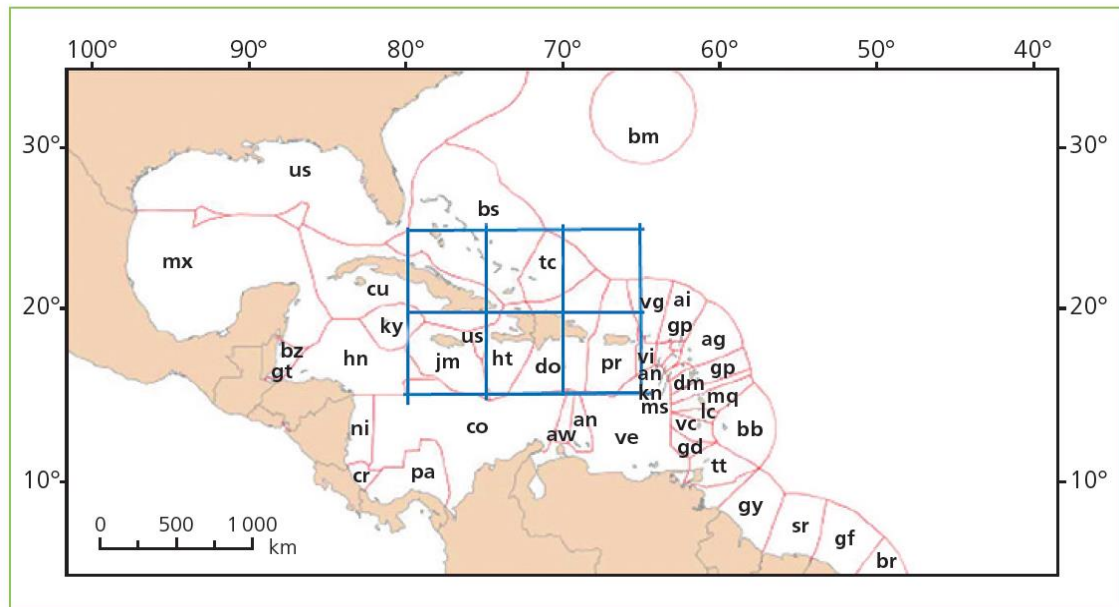 100° 90° 80° 70° 60° 50° 40°
bm
30° 30°
us
bs
tc
mx
cu
20° vg ai 20°
ky gp
us ag
bz hn jm ht do pr vi gp
gt an dm
kn mq
ms lc
ni co an vc bb
aw ve gd
cr pa tt
10° 10°
gy
0 500 1 000 sr
km gf
br